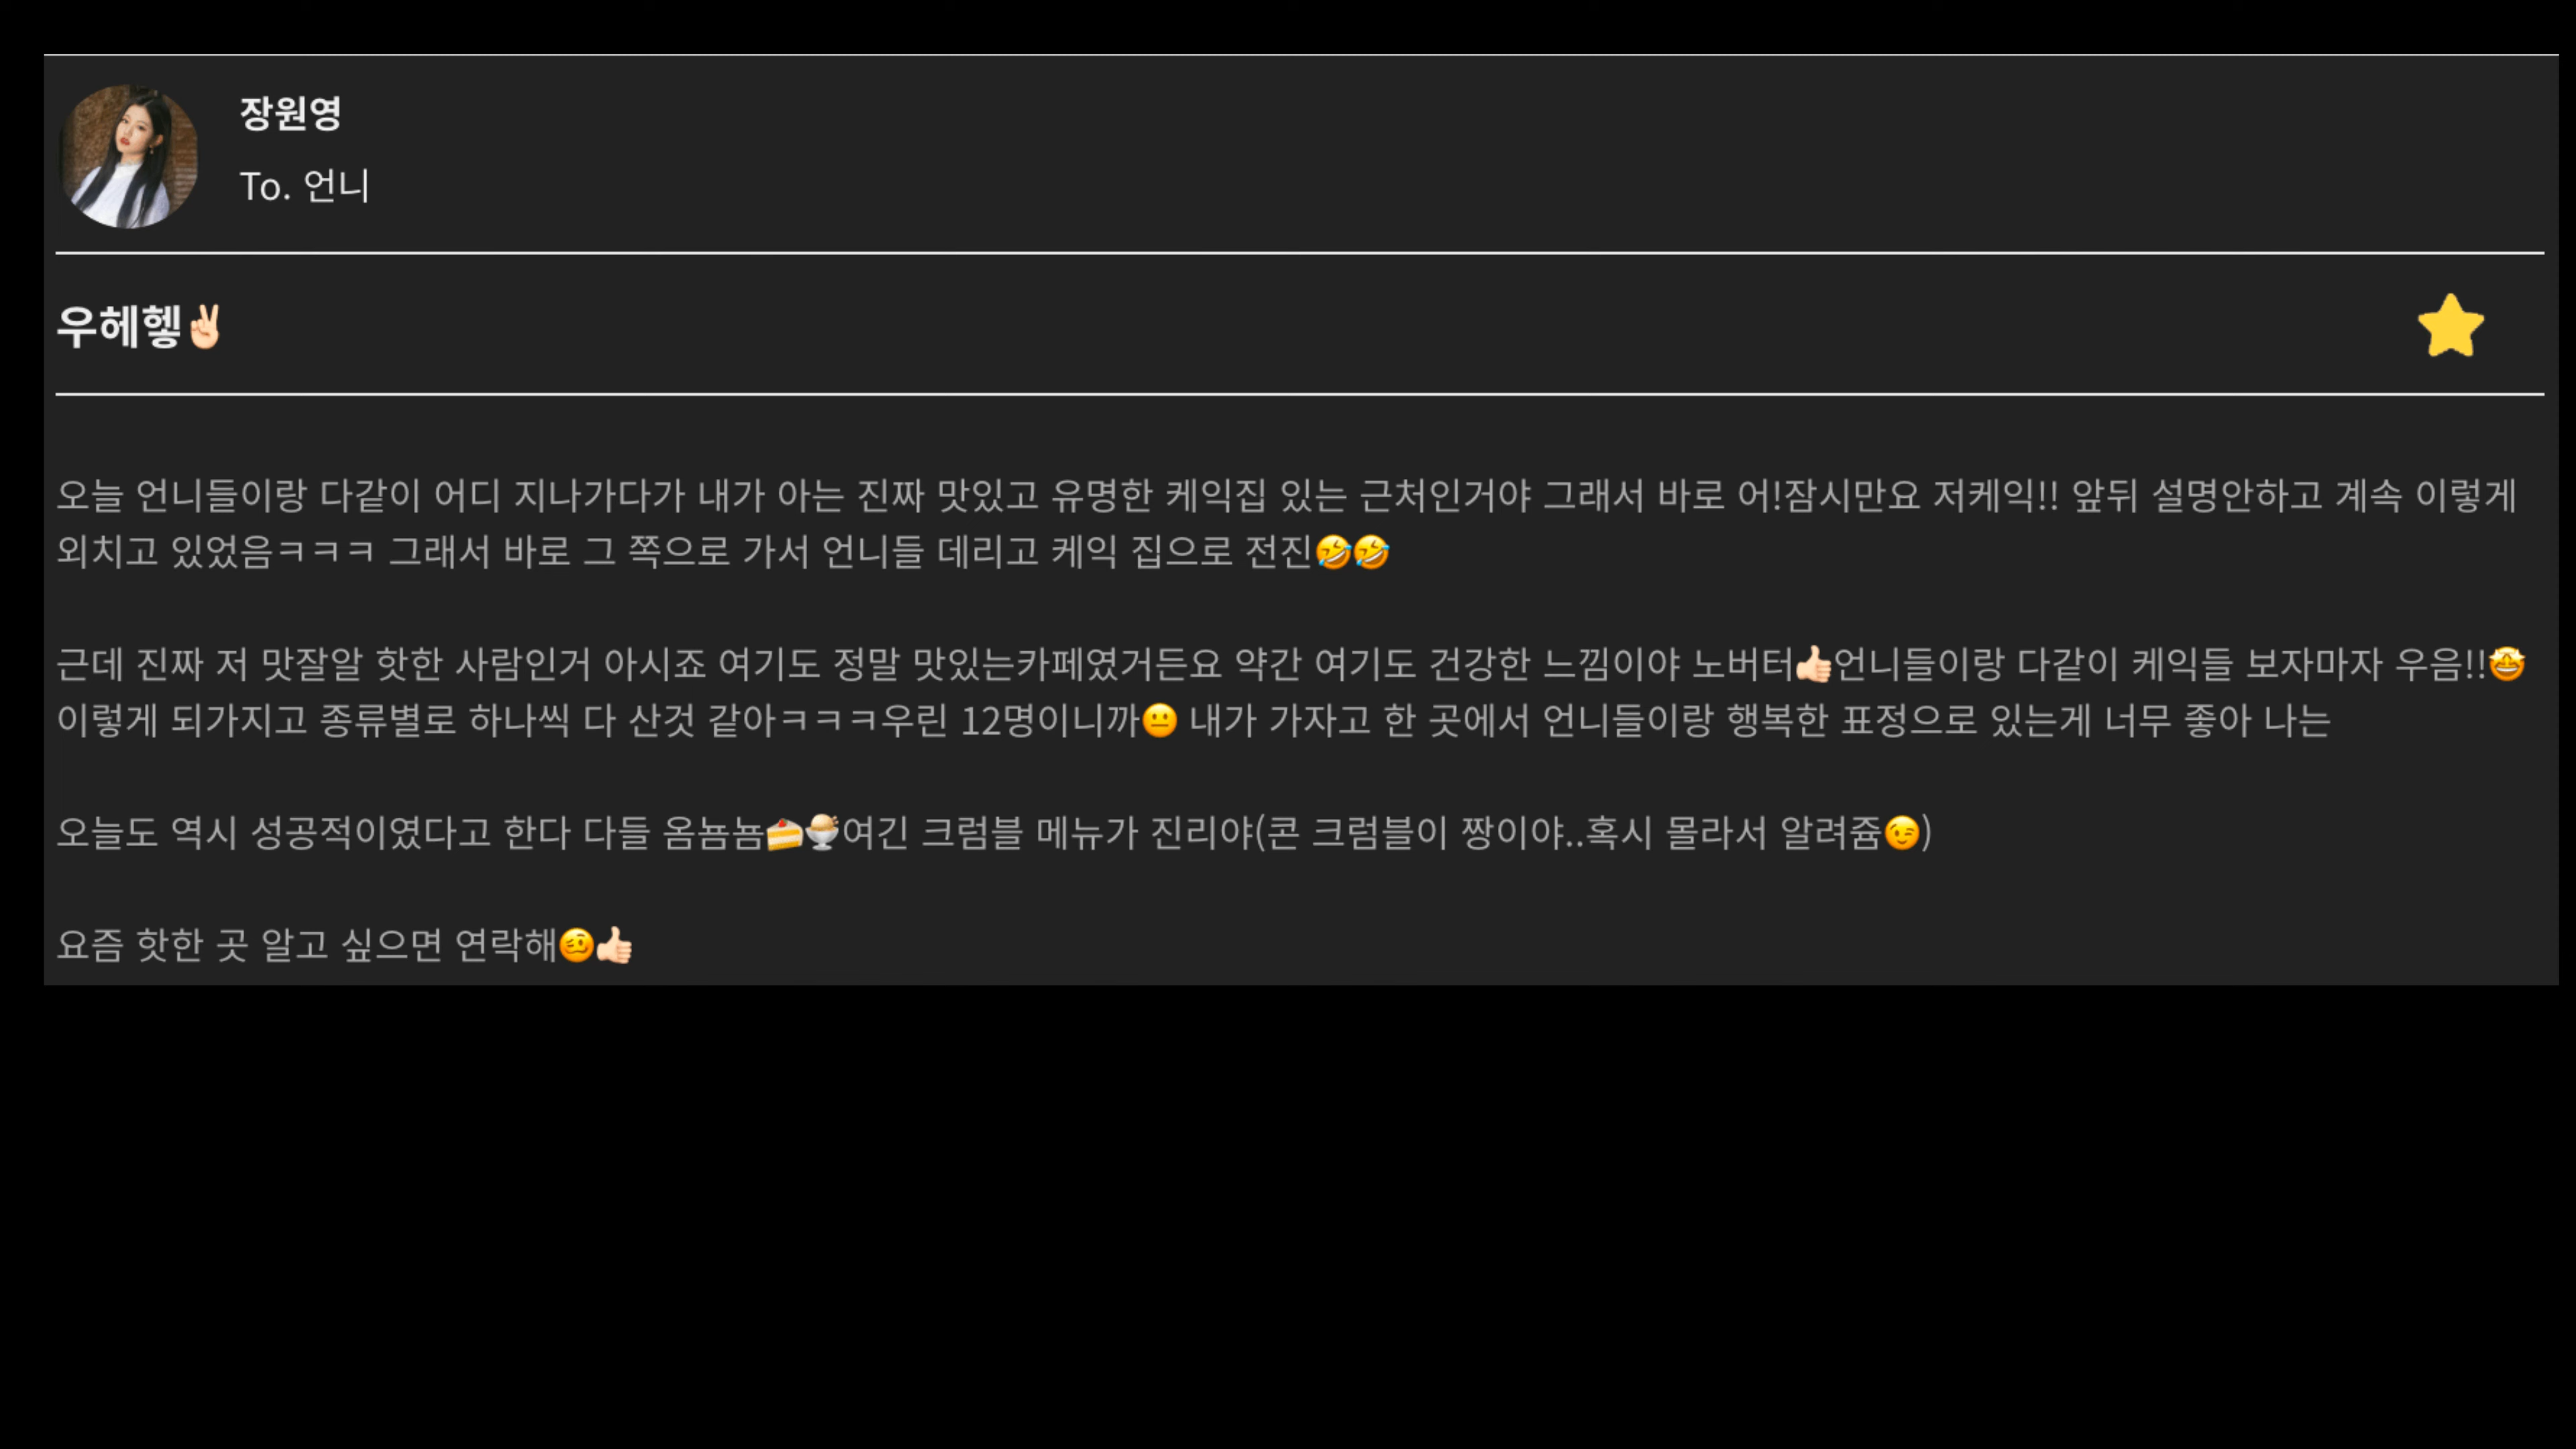 장원영
To. 언니
우헤헿✌🏻
오늘 언니들이랑 다같이 어디 지나가다가 내가 아는 진짜 맛있고 유명한 케익집 있는 근처인거야 그래서 바로 어!잠시만요 저케익!! 앞뒤 설명안하고 계속 이렇게
외치고 있었음ㅋㅋㅋ 그래서 바로 그 쪽으로 가서 언니들 데리고 케익 집으로 전진🤣🤣
근데 진짜 저 맛잘알 핫한 사람인거 아시죠 여기도 정말 맛있는카페였거든요 약간 여기도 건강한 느낌이야 노버터👍🏻언니들이랑 다같이 케익들 보자마자 우음!!🤩
이렇게 되가지고 종류별로 하나씩 다 산것 같아ㅋㅋㅋ우린 12명이니까😐 내가 가자고 한 곳에서 언니들이랑 행복한 표정으로 있는게 너무 좋아 나는
오늘도 역시 성공적이였다고 한다 다들 옴뇸뇸🍰🍨여긴 크럼블 메뉴가 진리야(콘 크럼블이 짱이야..혹시 몰라서 알려쥼😉)
요즘 핫한 곳 알고 싶으면 연락해🥴👍🏻